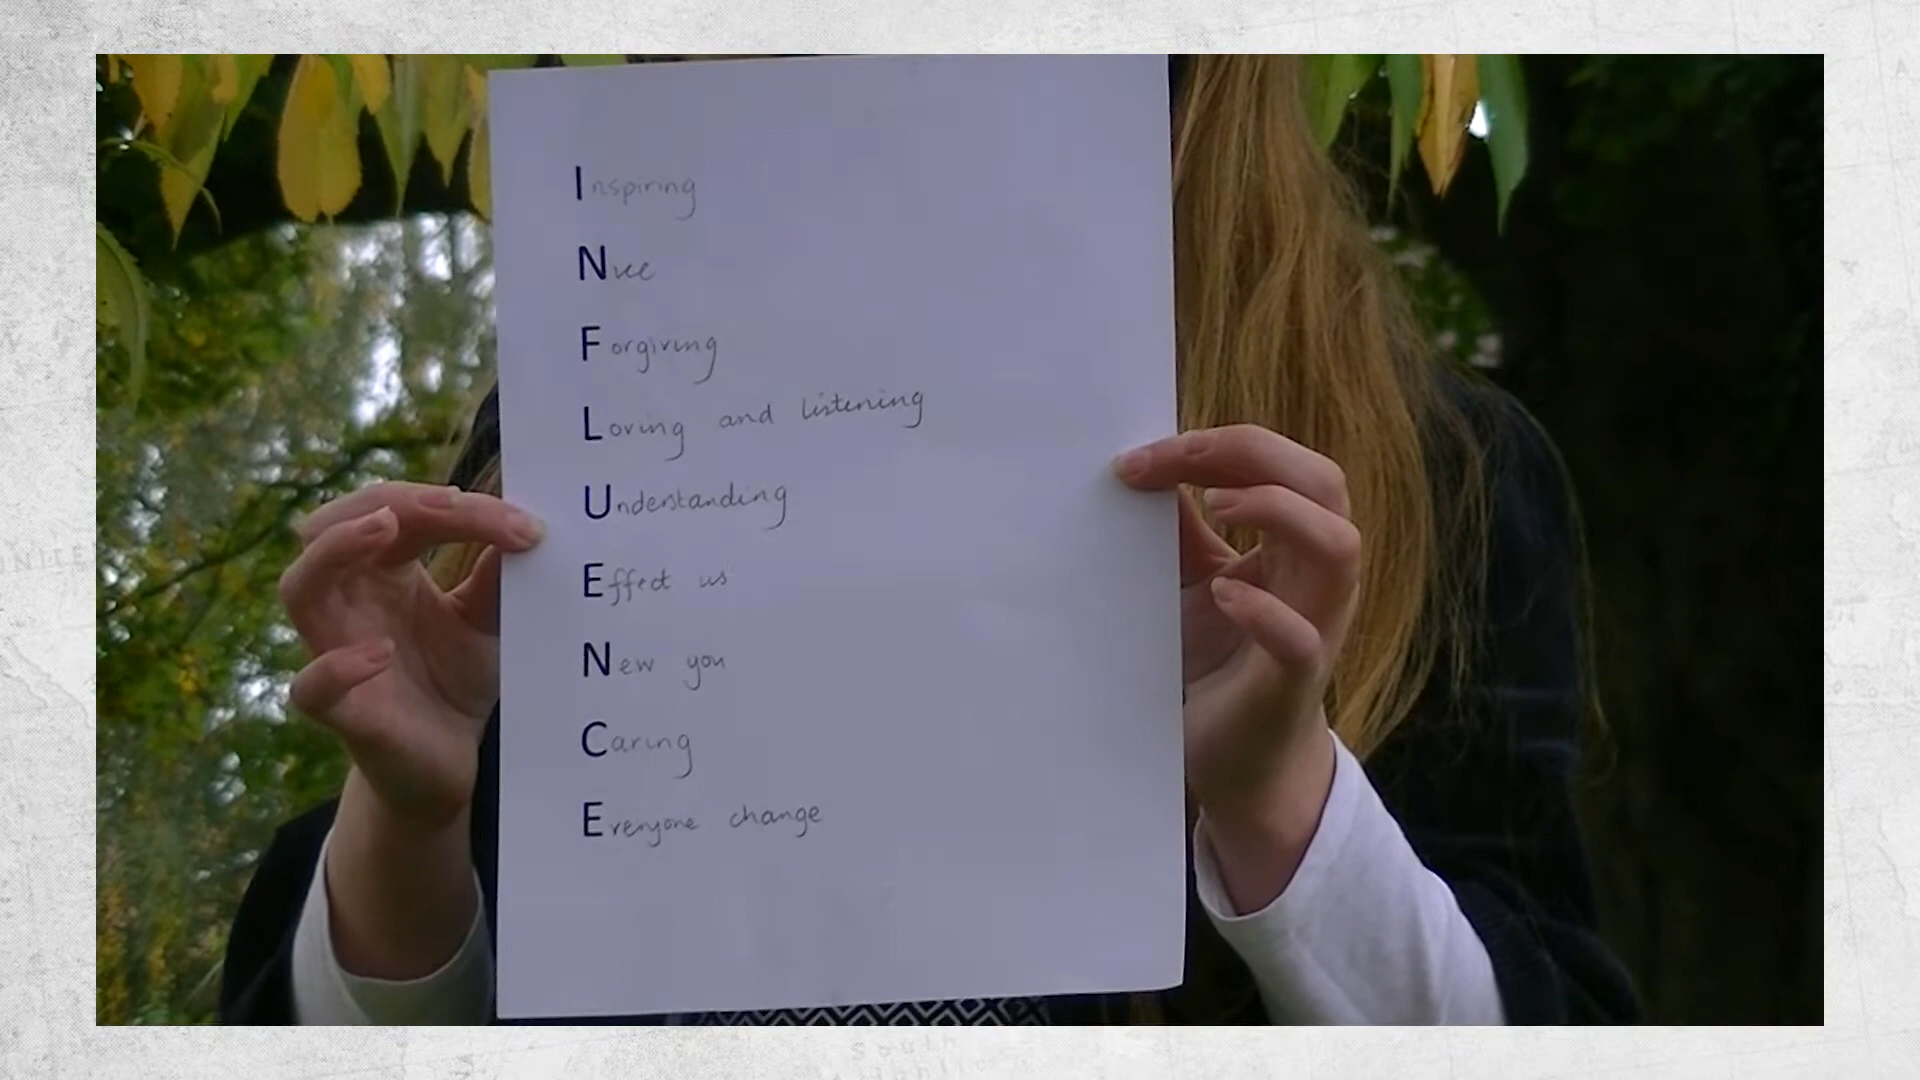 Inspiring
Nice
Forgiving
Loving and listening
Understanding
Effect us
New you
Caring
Everyone change